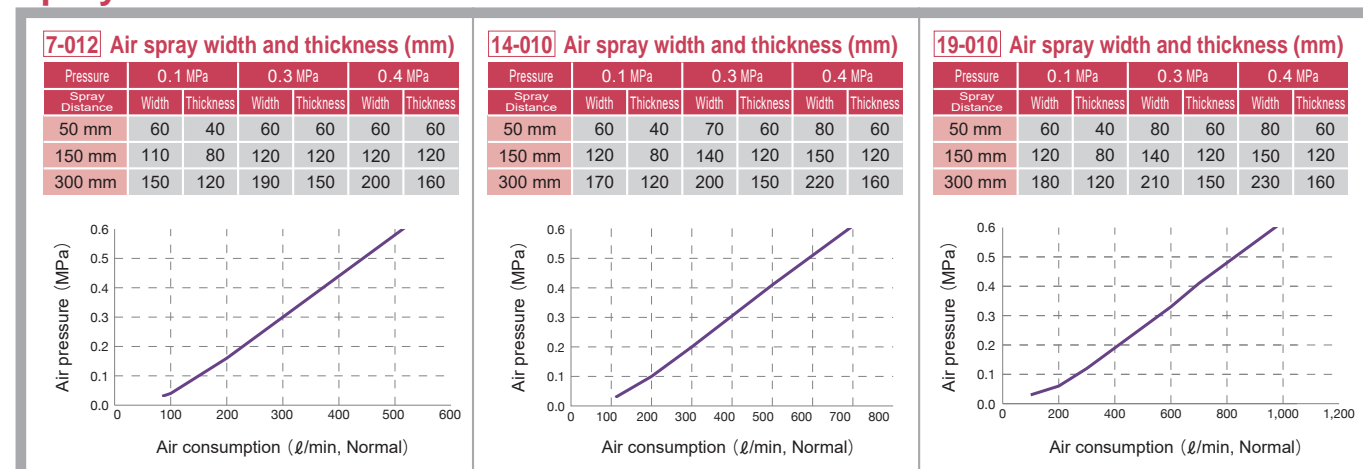 7-012 Air spray width and thickness (mm)
Pressure 0.1 MPa 0.3 MPa 0.4 MPa
Spray Distance Width Thickness Width Thickness Width Thickness
50 mm 60 40 60 60 60 60
150 mm 110 80 120 120 120 120
300 mm 150 120 190 150 200 160
0.6
0.5
0.4
0.3
0.2
0.1
0.0
0 100 200 300 400 500 600
Air pressure (MPa)
Air consumption (ℓ/min, Normal)
14-010 Air spray width and thickness (mm)
Pressure 0.1 MPa 0.3 MPa 0.4 MPa
Spray Distance Width Thickness Width Thickness Width Thickness
50 mm 60 40 70 60 80 60
150 mm 120 80 140 120 150 120
300 mm 170 120 200 150 220 160
0.6
0.5
0.4
0.3
0.2
0.1
0.0
0 100 200 300 400 500 600 700 800
Air pressure (MPa)
Air consumption (ℓ/min, Normal)
19-010 Air spray width and thickness (mm)
Pressure 0.1 MPa 0.3 MPa 0.4 MPa
Spray Distance Width Thickness Width Thickness Width Thickness
50 mm 60 40 80 60 80 60
150 mm 120 80 140 120 150 120
300 mm 180 120 210 150 230 160
0.6
0.5
0.4
0.3
0.2
0.1
0.0
0 200 400 600 800 1,000 1,200
Air pressure (MPa)
Air consumption (ℓ/min, Normal)